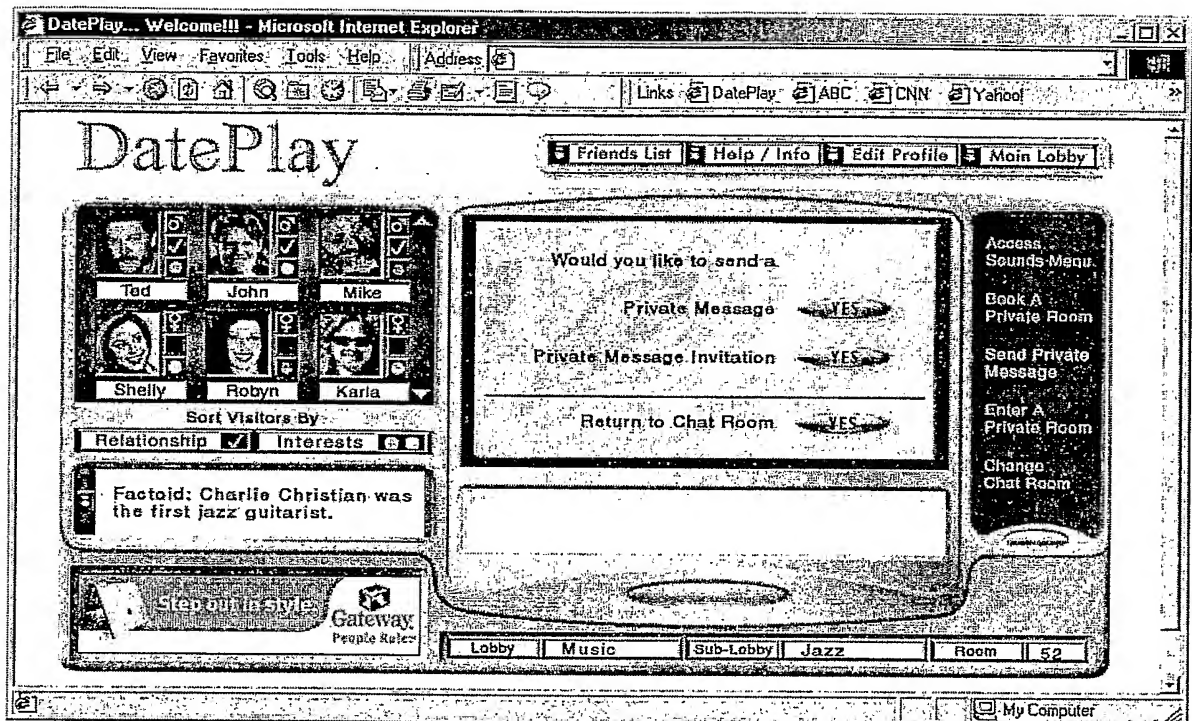 DatePlay... Welcome!!! - Microsoft Internet Explorer
File Edit View Favorites Tools Help Address
Links DatePlay ABC CNN Yahoo!
DatePlay
Friends List Help / Info Edit Profile Main Lobby
Ted John Mike
Shelly Robyn Karla
Sort Visitors By
Relationship Interests
Factoid: Charlie Christian was
the first jazz guitarist.
Step out in style
Gateway
People Rule
Would you like to send a
Private Message YES
Private Message Invitation YES
Return to Chat Room YES
Access
Sounds Menu
Book A
Private Room
Send Private
Message
Enter A
Private Room
Change
Chat Room
Lobby Music Sub-Lobby Jazz Room 52
My Computer